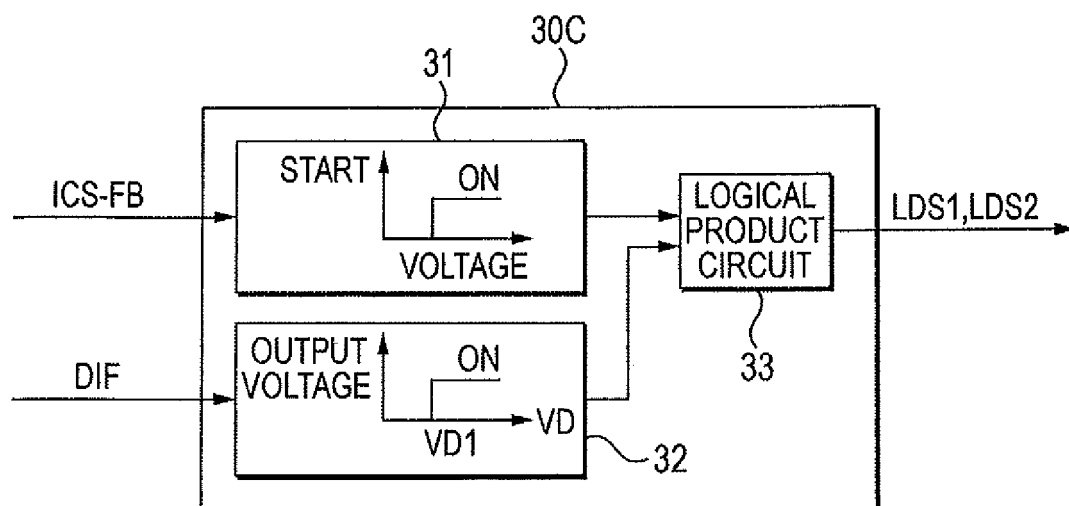 30C
31
START
ON
VOLTAGE
ICS-FB
LOGICAL
PRODUCT
CIRCUIT
LDS1,LDS2
33
OUTPUT
VOLTAGE
ON
VD1
VD
DIF
32